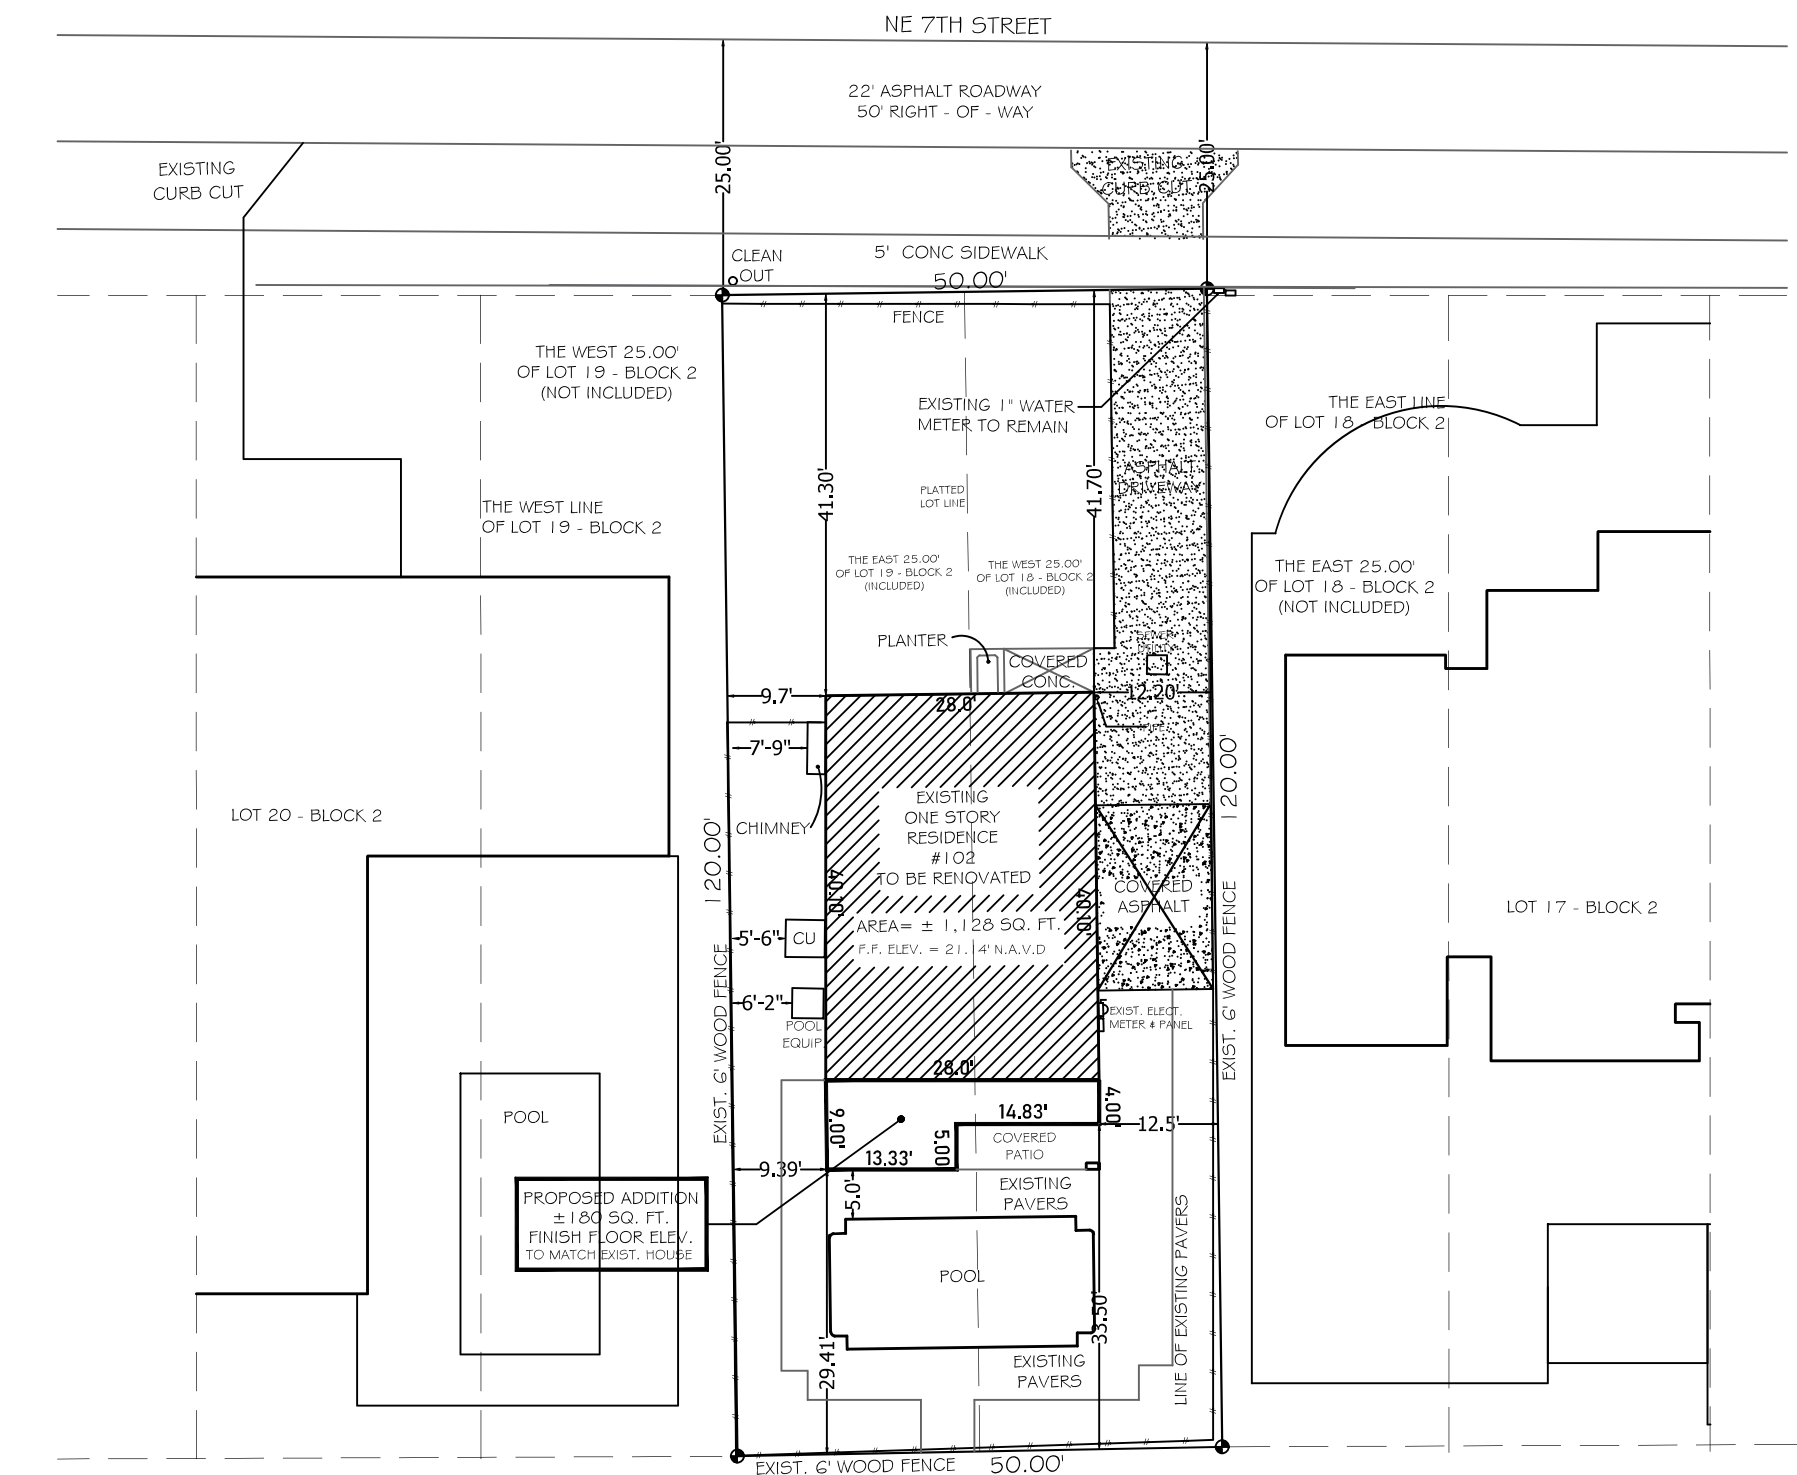 NE 7TH STREET
22' ASPHALT ROADWAY
50' RIGHT - OF - WAY
25.00'
25.00'
EXISTING
CURB CUT
EXISTING
CURB CUT
5' CONC SIDEWALK
CLEAN
OUT
50.00'
FENCE
THE WEST 25.00'
OF LOT 19 - BLOCK 2
(NOT INCLUDED)
EXISTING 1" WATER
METER TO REMAIN
THE EAST LINE
OF LOT 18 - BLOCK 2
41.30'
41.70'
ASPHALT
DRIVEWAY
PLATTED
LOT LINE
THE WEST LINE
OF LOT 19 - BLOCK 2
THE EAST 25.00'
OF LOT 19 - BLOCK 2
(INCLUDED)
THE WEST 25.00'
OF LOT 18 - BLOCK 2
(INCLUDED)
THE EAST 25.00'
OF LOT 18 - BLOCK 2
(NOT INCLUDED)
PLANTER
COVERED
CONC.
SEWER
9.7'
28.0'
12.20'
7'-9"
CHIMNEY
120.00'
120.00'
EXISTING
ONE STORY
RESIDENCE
#102
TO BE RENOVATED
AREA= ± 1,128 SQ. FT.
F.F. ELEV. = 21.14' N.A.V.D
40.10'
40.10'
LOT 20 - BLOCK 2
COVERED
ASPHALT
LOT 17 - BLOCK 2
5'-6"
CU
6'-2"
POOL
EQUIP.
EXIST. ELECT.
METER & PANEL
EXIST. 6' WOOD FENCE
EXIST. 6' WOOD FENCE
28.0'
9.00'
14.83'
4.00'
12.5'
5.00'
13.33'
COVERED
PATIO
POOL
9.39'
5.0'
EXISTING
PAVERS
PROPOSED ADDITION
±180 SQ. FT.
FINISH FLOOR ELEV.
TO MATCH EXIST. HOUSE
POOL
LINE OF EXISTING PAVERS
29.41'
33.50'
EXISTING
PAVERS
EXIST. 6' WOOD FENCE
50.00'